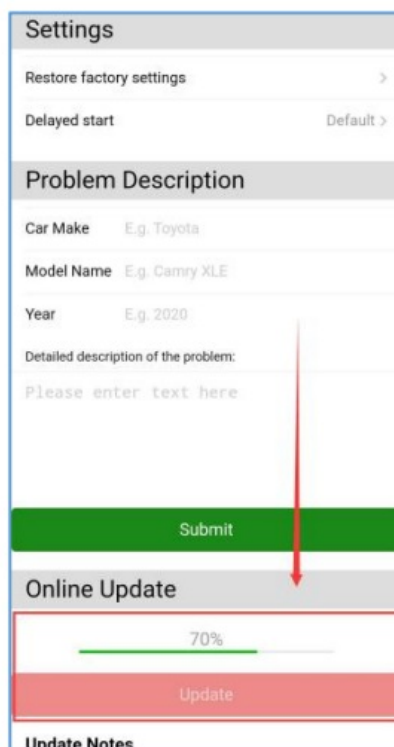 Settings
Restore factory settings >
Delayed start Default >
Problem Description
Car Make E.g. Toyota
Model Name E.g. Camry XLE
Year E.g. 2020
Detailed description of the problem:
Please enter text here
Submit
Online Update
70%
Update
Update Notes